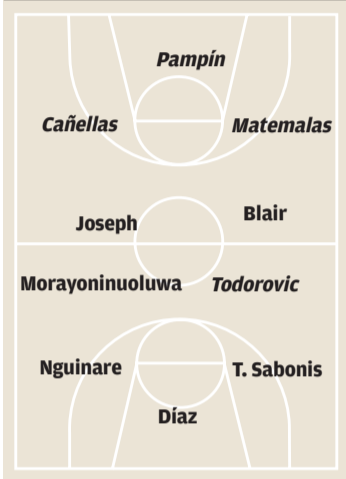 Pampín
Cañellas
Matemalas
Joseph
Blair
Morayoninuoluwa
Todorovic
Nguinare
T. Sabonis
Díaz